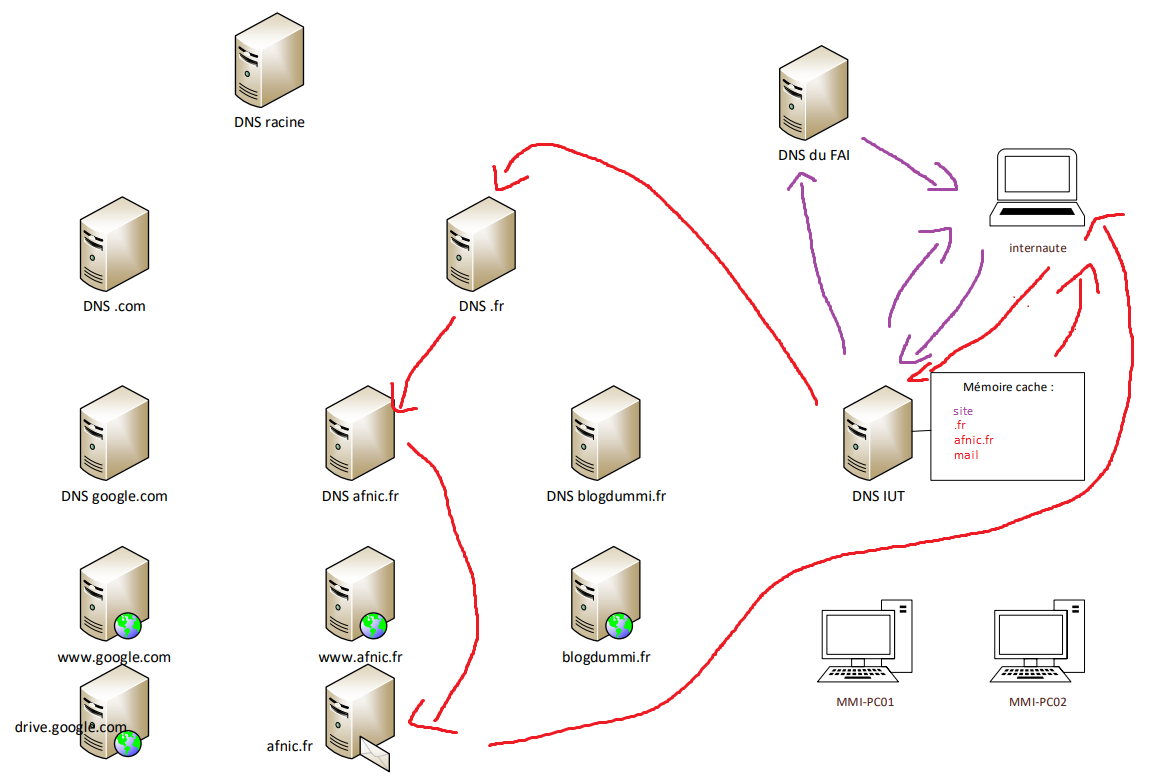 DNS racine
DNS du FAI
internaute
DNS .com
DNS .fr
Mémoire cache :
site
.fr
afnic.fr
mail
DNS google.com
DNS afnic.fr
DNS blogdummi.fr
DNS IUT
www.google.com
www.afnic.fr
blogdummi.fr
MMI-PC01
MMI-PC02
drive.google.com
afnic.fr